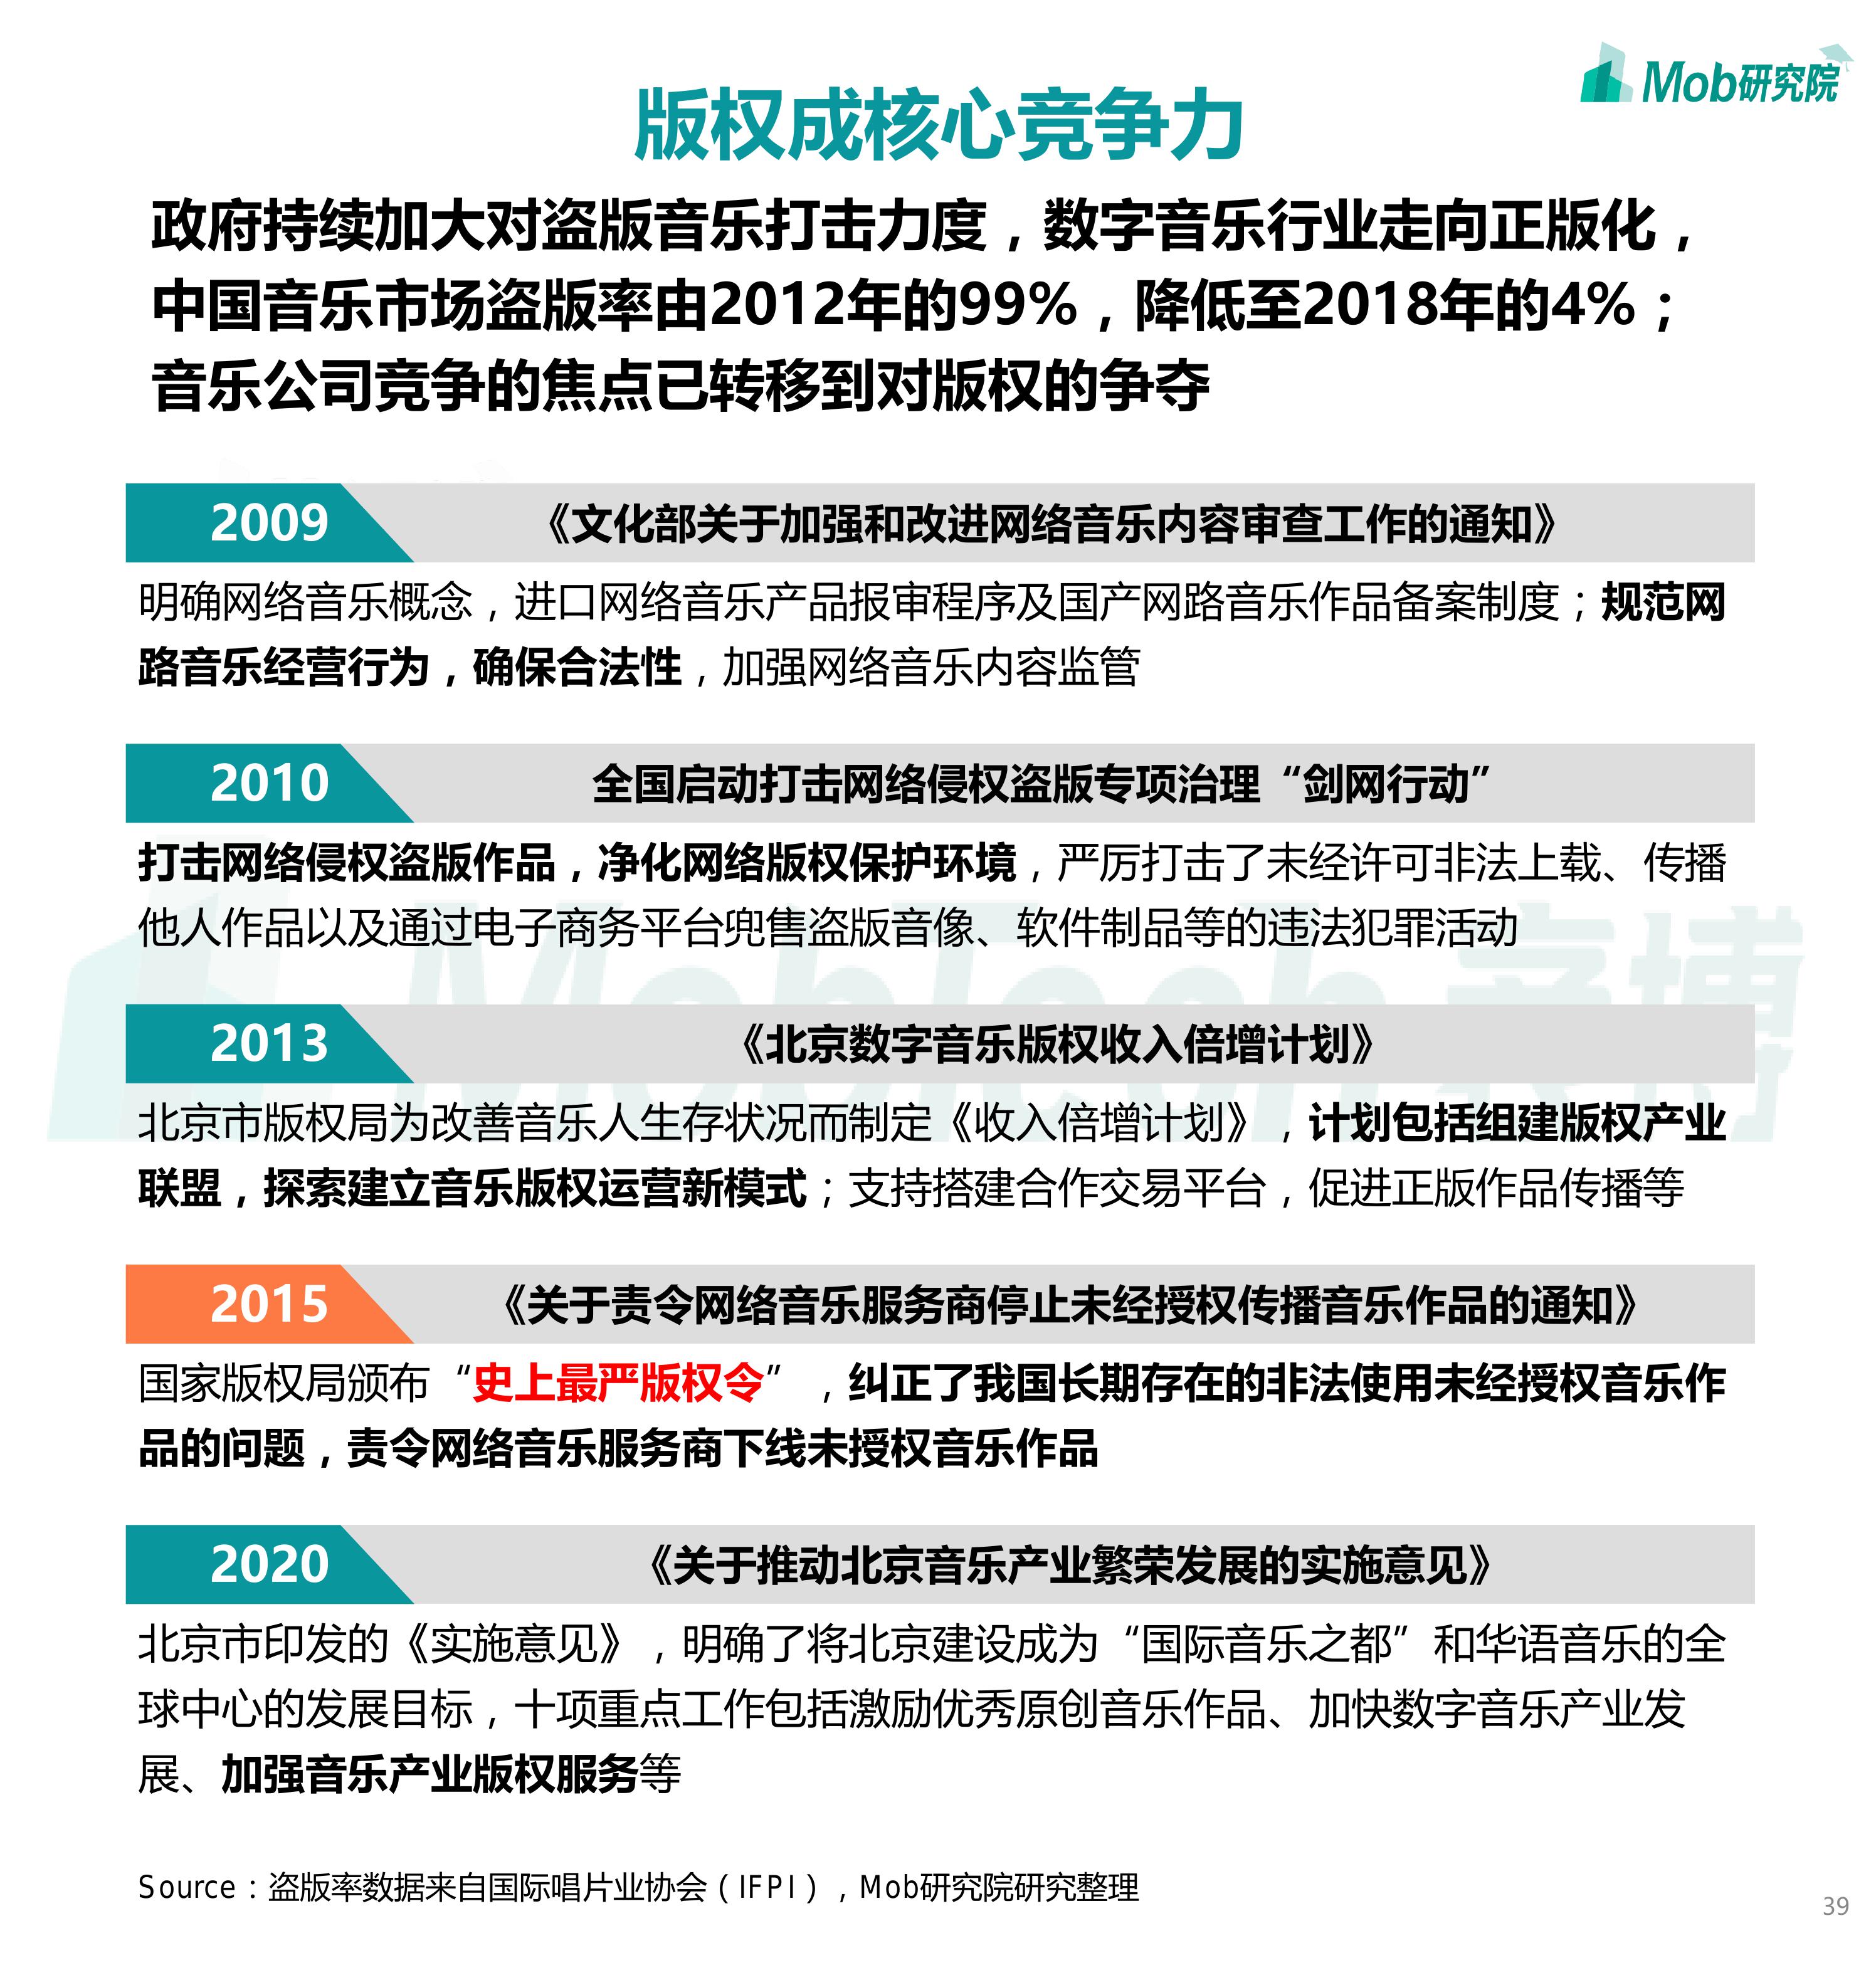 Mob研究院
版权成核心竞争力
政府持续加大对盗版音乐打击力度，数字音乐行业走向正版化，
中国音乐市场盗版率由2012年的99%，降低至2018年的4%；
音乐公司竞争的焦点已转移到对版权的争夺
2009 《文化部关于加强和改进网络音乐内容审查工作的通知》
明确网络音乐概念，进口网络音乐产品报审程序及国产网路音乐作品备案制度；规范网
路音乐经营行为，确保合法性，加强网络音乐内容监管
2010 全国启动打击网络侵权盗版专项治理“剑网行动”
打击网络侵权盗版作品，净化网络版权保护环境，严厉打击了未经许可非法上载、传播
他人作品以及通过电子商务平台兜售盗版音像、软件制品等的违法犯罪活动
2013 《北京数字音乐版权收入倍增计划》
北京市版权局为改善音乐人生存状况而制定《收入倍增计划》，计划包括组建版权产业
联盟，探索建立音乐版权运营新模式；支持搭建合作交易平台，促进正版作品传播等
2015 《关于责令网络音乐服务商停止未经授权传播音乐作品的通知》
国家版权局颁布“史上最严版权令”，纠正了我国长期存在的非法使用未经授权音乐作
品的问题，责令网络音乐服务商下线未授权音乐作品
2020 《关于推动北京音乐产业繁荣发展的实施意见》
北京市印发的《实施意见》，明确了将北京建设成为“国际音乐之都”和华语音乐的全
球中心的发展目标，十项重点工作包括激励优秀原创音乐作品、加快数字音乐产业发
展、加强音乐产业版权服务等
MobTech 袤博
Source：盗版率数据来自国际唱片业协会（IFPI），Mob研究院研究整理
39